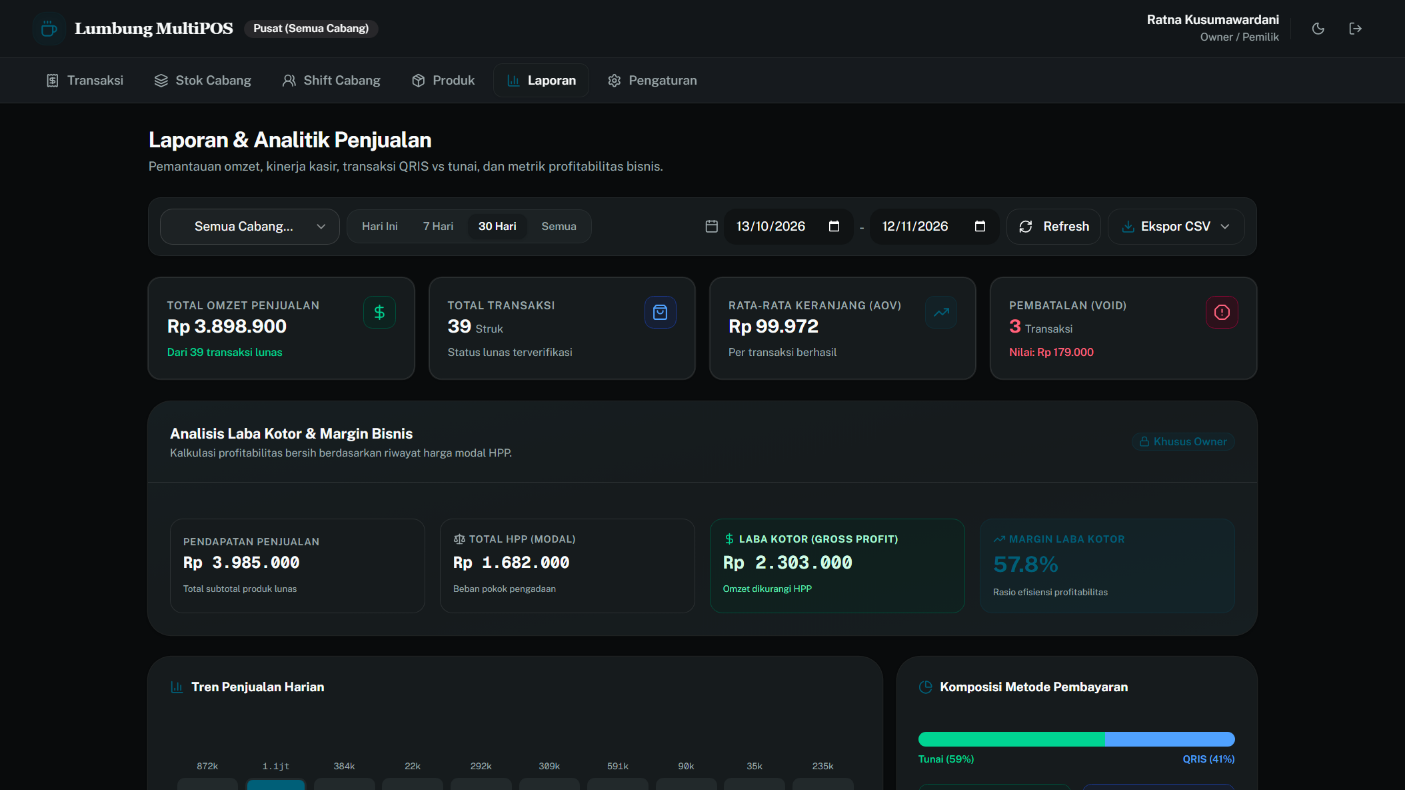 Lumbung MultiPOS
Pusat (Semua Cabang)
Ratna Kusumawardani
Owner / Pemilik
Transaksi
Stok Cabang
Shift Cabang
Produk
Laporan
Pengaturan
Laporan & Analitik Penjualan
Pemantauan omzet, kinerja kasir, transaksi QRIS vs tunai, dan metrik profitabilitas bisnis.
Semua Cabang...
Hari Ini
7 Hari
30 Hari
Semua
13/10/2026
-
12/11/2026
Refresh
Ekspor CSV
TOTAL OMZET PENJUALAN
Rp 3.898.900
Dari 39 transaksi lunas
TOTAL TRANSAKSI
39 Struk
Status lunas terverifikasi
RATA-RATA KERANJANG (AOV)
Rp 99.972
Per transaksi berhasil
PEMBATALAN (VOID)
3 Transaksi
Nilai: Rp 179.000
Analisis Laba Kotor & Margin Bisnis
Kalkulasi profitabilitas bersih berdasarkan riwayat harga modal HPP.
Khusus Owner
PENDAPATAN PENJUALAN
Rp 3.985.000
Total subtotal produk lunas
TOTAL HPP (MODAL)
Rp 1.682.000
Beban pokok pengadaan
LABA KOTOR (GROSS PROFIT)
Rp 2.303.000
Omzet dikurangi HPP
MARGIN LABA KOTOR
57.8%
Rasio efisiensi profitabilitas
Tren Penjualan Harian
872k
1.1jt
384k
22k
292k
309k
591k
90k
35k
235k
Komposisi Metode Pembayaran
Tunai (59%)
QRIS (41%)